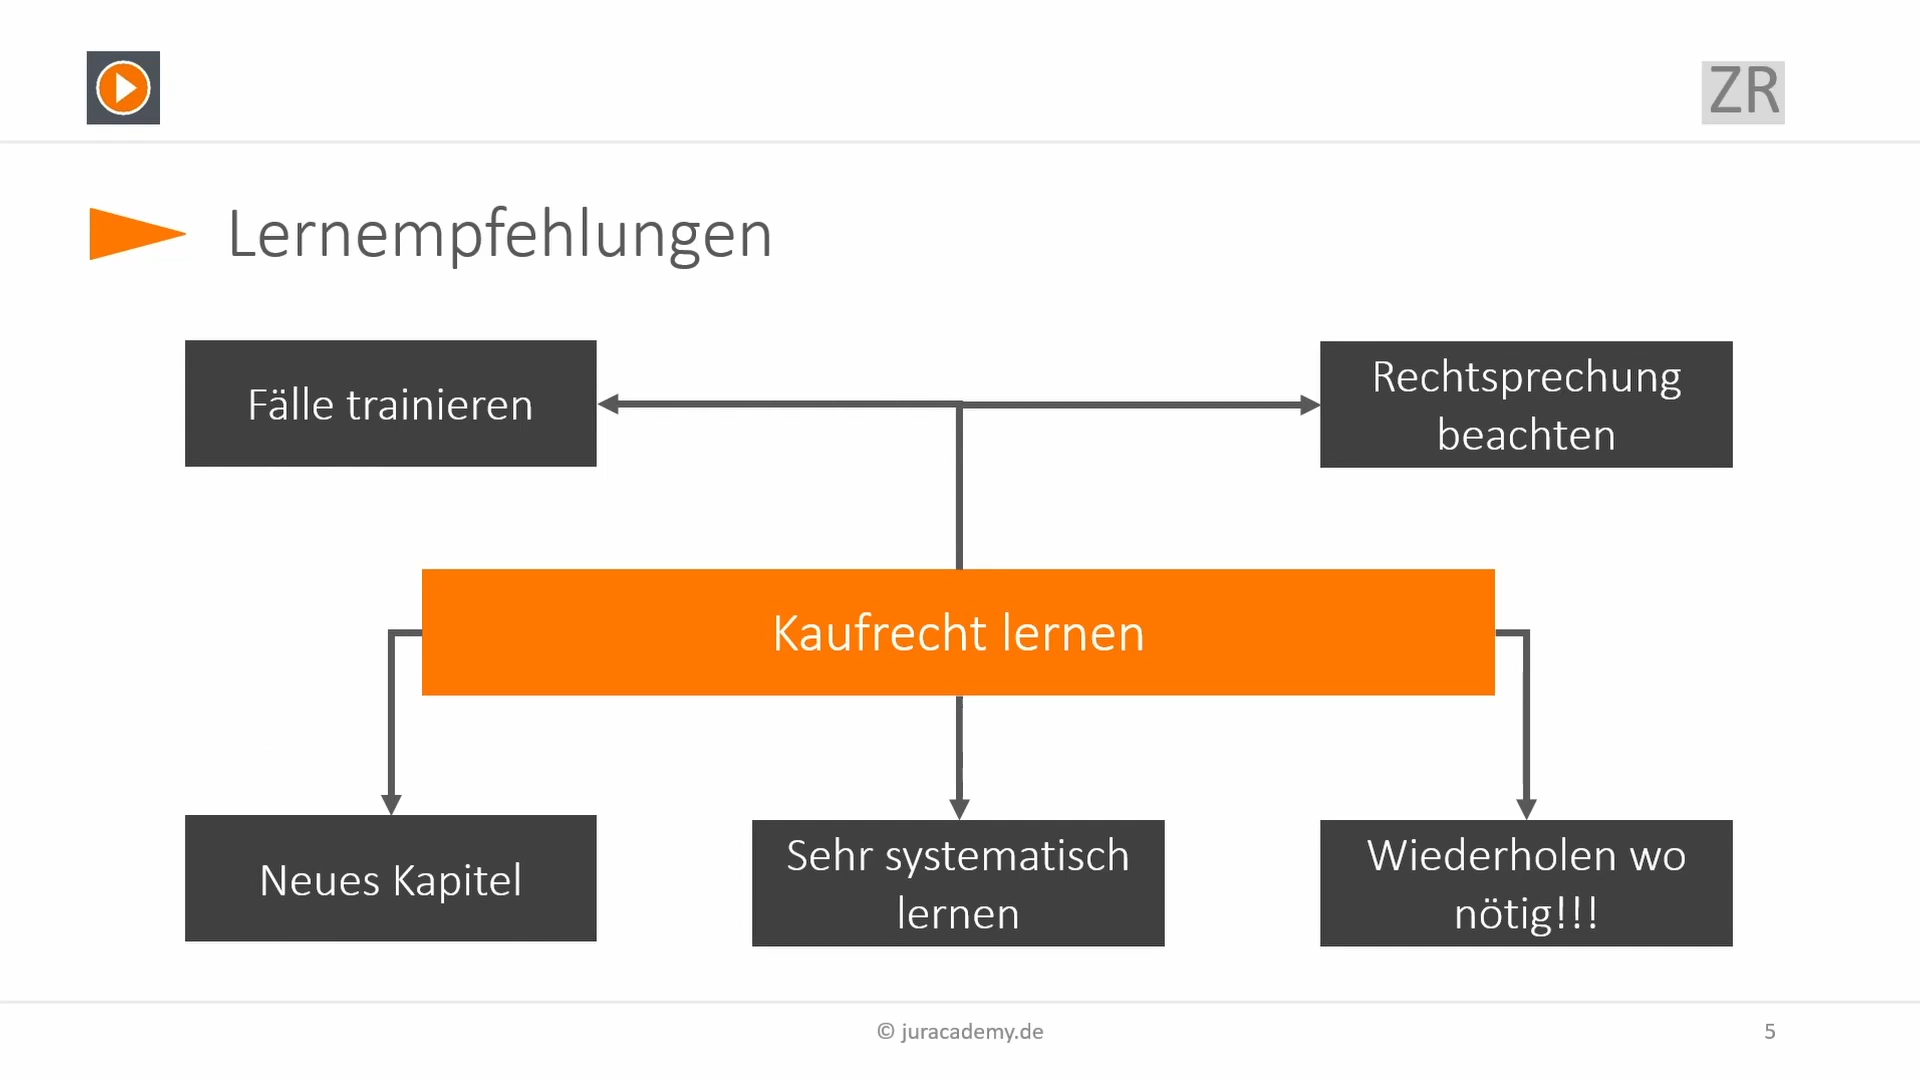 ZR
Lernempfehlungen
Fälle trainieren
Rechtsprechung
beachten
Kaufrecht lernen
Neues Kapitel
Sehr systematisch
lernen
Wiederholen wo
nötig!!!
© juracademy.de
5